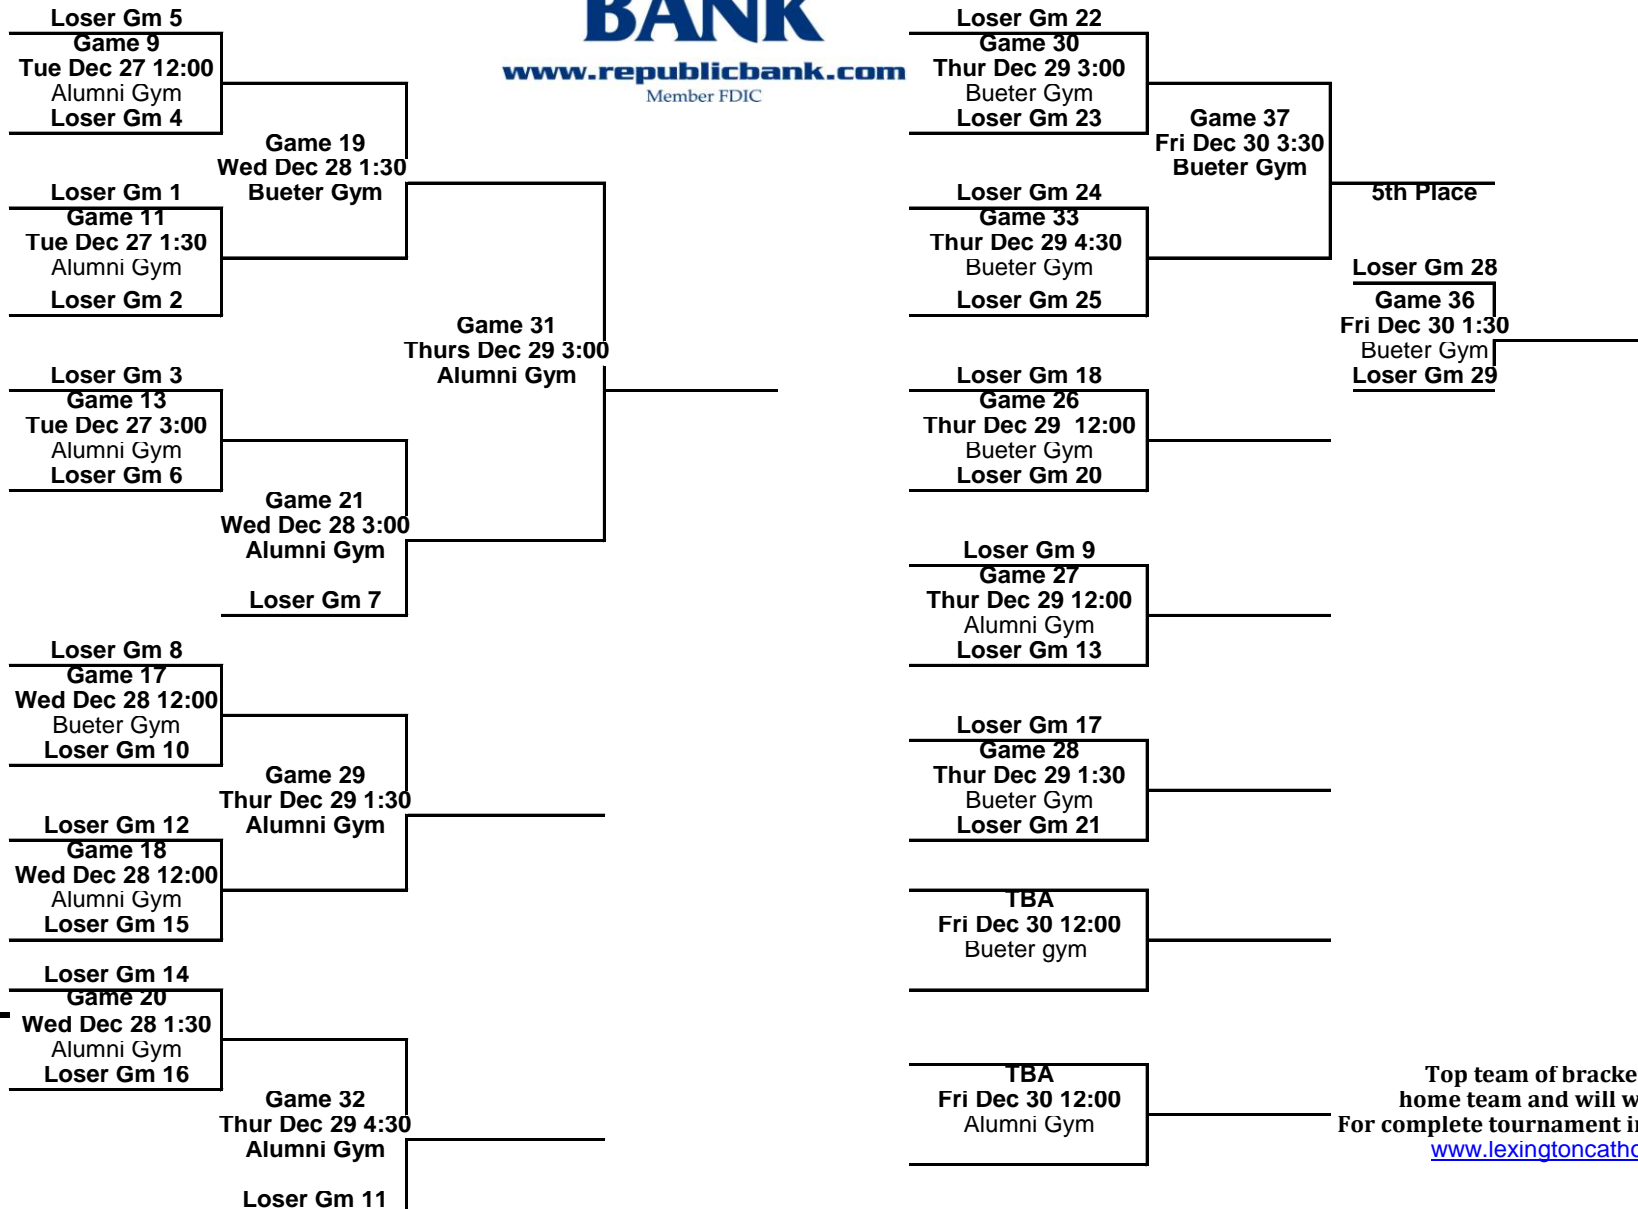 BANK
www.republicbank.com
Member FDIC
Loser Gm 5
Game 9
Tue Dec 27 12:00
Alumni Gym
Loser Gm 4
Game 19
Wed Dec 28 1:30
Bueter Gym
Loser Gm 1
Game 11
Tue Dec 27 1:30
Alumni Gym
Loser Gm 2
Game 31
Thurs Dec 29 3:00
Alumni Gym
Loser Gm 3
Game 13
Tue Dec 27 3:00
Alumni Gym
Loser Gm 6
Game 21
Wed Dec 28 3:00
Alumni Gym
Loser Gm 7
Loser Gm 8
Game 17
Wed Dec 28 12:00
Bueter Gym
Loser Gm 10
Game 29
Thur Dec 29 1:30
Alumni Gym
Loser Gm 12
Game 18
Wed Dec 28 12:00
Alumni Gym
Loser Gm 15
Loser Gm 14
Game 20
Wed Dec 28 1:30
Alumni Gym
Loser Gm 16
Game 32
Thur Dec 29 4:30
Alumni Gym
Loser Gm 11
Loser Gm 22
Game 30
Thur Dec 29 3:00
Bueter Gym
Loser Gm 23
Game 37
Fri Dec 30 3:30
Bueter Gym
5th Place
Loser Gm 24
Game 33
Thur Dec 29 4:30
Bueter Gym
Loser Gm 25
Loser Gm 28
Game 36
Fri Dec 30 1:30
Bueter Gym
Loser Gm 29
Loser Gm 18
Game 26
Thur Dec 29 12:00
Bueter Gym
Loser Gm 20
Loser Gm 9
Game 27
Thur Dec 29 12:00
Alumni Gym
Loser Gm 13
Loser Gm 17
Game 28
Thur Dec 29 1:30
Bueter Gym
Loser Gm 21
TBA
Fri Dec 30 12:00
Bueter gym
TBA
Fri Dec 30 12:00
Alumni Gym
Top team of bracke
home team and will w
For complete tournament i
www.lexingtoncatho